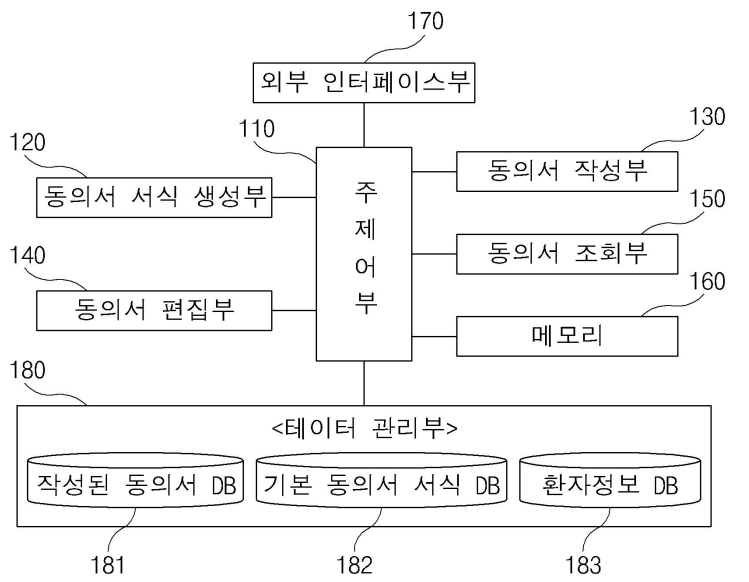 170
외부 인터페이스부
110
120
130
주제어부
동의서 서식 생성부
동의서 작성부
150
140
동의서 조회부
동의서 편집부
160
메모리
180
<테이터 관리부>
작성된 동의서 DB
기본 동의서 서식 DB
환자정보 DB
181
182
183